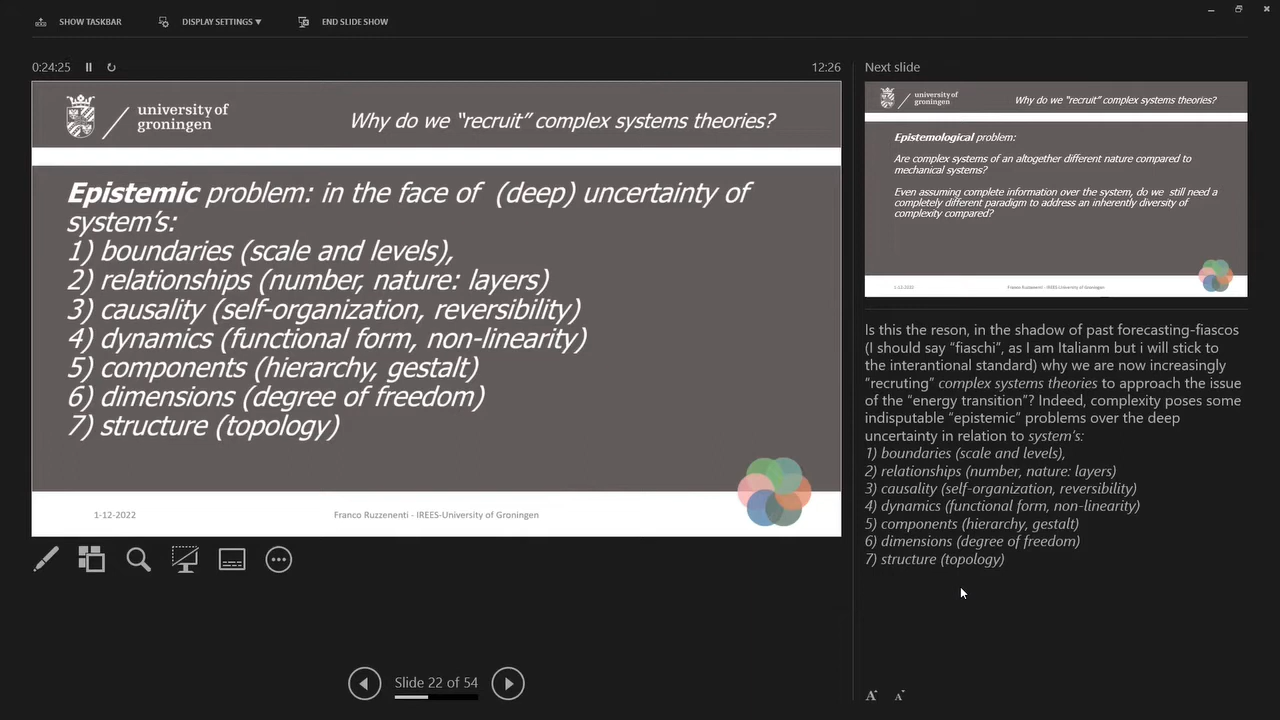 SHOW TASKBAR
DISPLAY SETTINGS ▼
END SLIDE SHOW
0:24:25
12:26
university of
groningen
Why do we “recruit” complex systems theories?
Epistemic problem: in the face of (deep) uncertainty of
system’s:
1) boundaries (scale and levels),
2) relationships (number, nature: layers)
3) causality (self-organization, reversibility)
4) dynamics (functional form, non-linearity)
5) components (hierarchy, gestalt)
6) dimensions (degree of freedom)
7) structure (topology)
1-12-2022
Franco Ruzzenenti - IREES-University of Groningen
Slide 22 of 54
Next slide
university of
groningen
Why do we “recruit” complex systems theories?
Epistemological problem:
Are complex systems of an altogether different nature compared to
mechanical systems?
Even assuming complete information over the system, do we still need a
completely different paradigm to address an inherently diversity of
complexity compared?
1-12-2022
Franco Ruzzenenti - IREES-University of Groningen
Is this the reson, in the shadow of past forecasting-fiascos
(I should say “fiaschi”, as I am Italianm but i will stick to
the interantional standard) why we are now increasingly
“recruting” complex systems theories to approach the issue
of the “energy transition”? Indeed, complexity poses some
indisputable “epistemic” problems over the deep
uncertainty in relation to system’s:
1) boundaries (scale and levels),
2) relationships (number, nature: layers)
3) causality (self-organization, reversibility)
4) dynamics (functional form, non-linearity)
5) components (hierarchy, gestalt)
6) dimensions (degree of freedom)
7) structure (topology)
A A